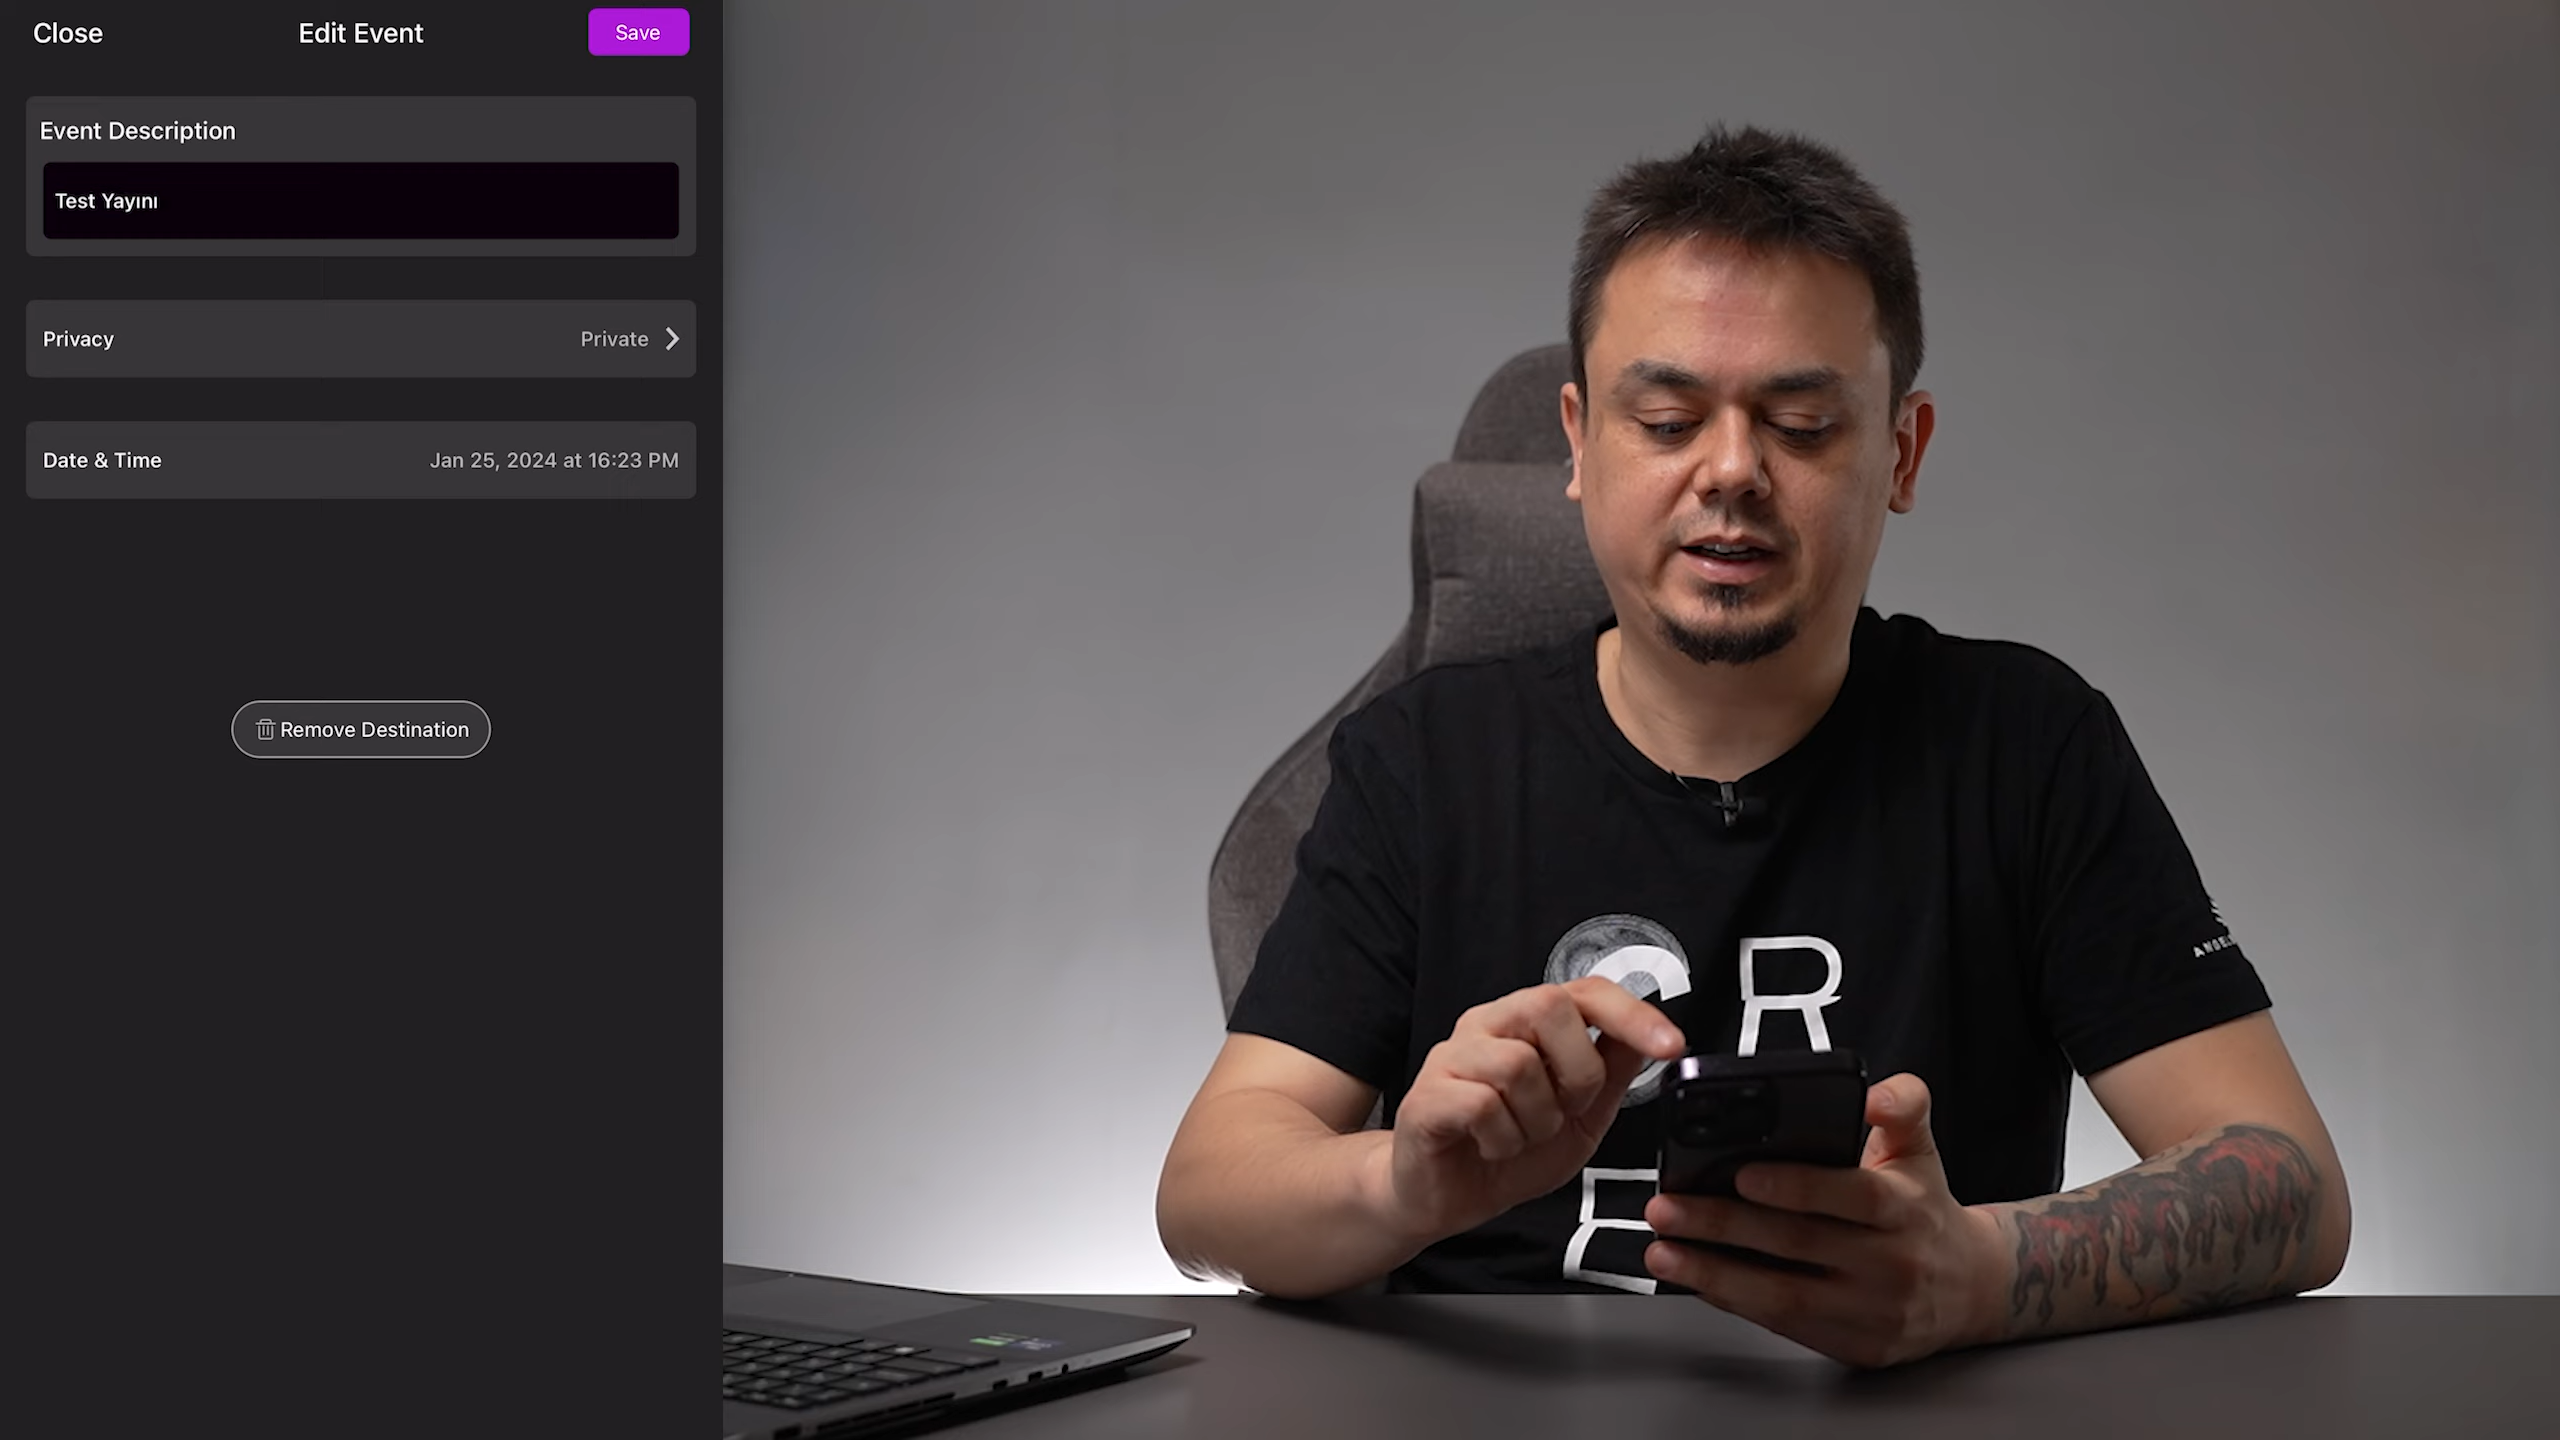 Close
Edit Event
Save
Event Description
Test Yayını
Privacy
Private
Date & Time
Jan 25, 2024 at 16:23 PM
Remove Destination
C R
E